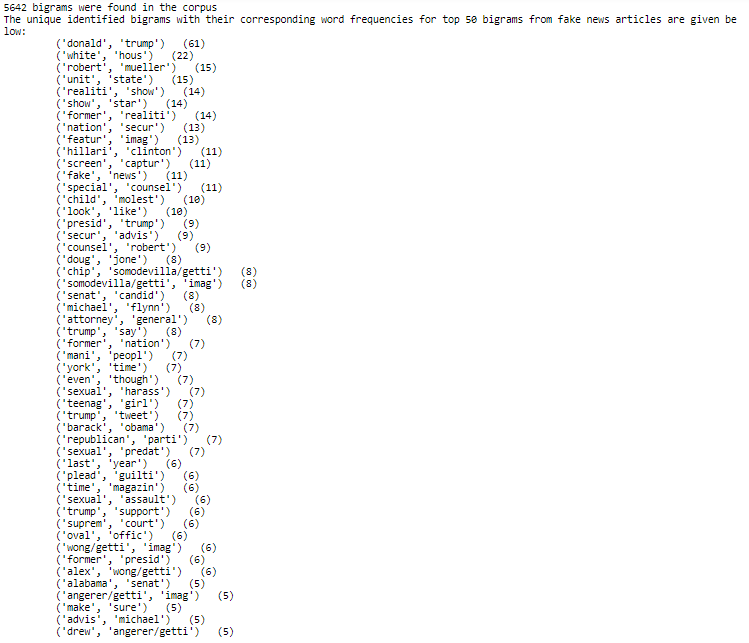 5642 bigrams were found in the corpus
The unique identified bigrams with their corresponding word frequencies for top 50 bigrams from fake news articles are given be
low:
('donald', 'trump') (61)
('white', 'hous') (22)
('robert', 'mueller') (15)
('unit', 'state') (15)
('realiti', 'show') (14)
('show', 'star') (14)
('former', 'realiti') (14)
('nation', 'secur') (13)
('featur', 'imag') (13)
('hillari', 'clinton') (11)
('screen', 'captur') (11)
('fake', 'news') (11)
('special', 'counsel') (11)
('child', 'molest') (10)
('look', 'like') (10)
('presid', 'trump') (9)
('secur', 'advis') (9)
('counsel', 'robert') (9)
('doug', 'jone') (8)
('chip', 'somodevilla/getti') (8)
('somodevilla/getti', 'imag') (8)
('senat', 'candid') (8)
('michael', 'flynn') (8)
('attorney', 'general') (8)
('trump', 'say') (8)
('former', 'nation') (7)
('mani', 'peopl') (7)
('york', 'time') (7)
('even', 'though') (7)
('sexual', 'harass') (7)
('teenag', 'girl') (7)
('trump', 'tweet') (7)
('barack', 'obama') (7)
('republican', 'parti') (7)
('sexual', 'predat') (7)
('last', 'year') (6)
('plead', 'guilti') (6)
('time', 'magazin') (6)
('sexual', 'assault') (6)
('trump', 'support') (6)
('suprem', 'court') (6)
('oval', 'offic') (6)
('wong/getti', 'imag') (6)
('former', 'presid') (6)
('alex', 'wong/getti') (6)
('alabama', 'senat') (5)
('angerer/getti', 'imag') (5)
('make', 'sure') (5)
('advis', 'michael') (5)
('drew', 'angerer/getti') (5)